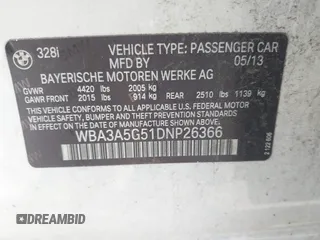 328i VEHICLE TYPE: PASSENGER CAR
MFD BY 05/13
BAYERISCHE MOTOREN WERKE AG
GVWR 4420 lbs 2005 kg
GAWR FRONT 2015 lbs 914 kg REAR 2510 lbs 1139 kg
THIS VEHICLE CONFORMS TO ALL APPLICABLE FEDERAL MOTOR VEHICLE SAFETY, BUMPER, AND THEFT PREVENTION STANDARDS IN EFFECT ON THE DATE OF MANUFACTURE SHOWN ABOVE.
WBA3A5G51DNP26366
DREAMBID
DREAMBID.COM